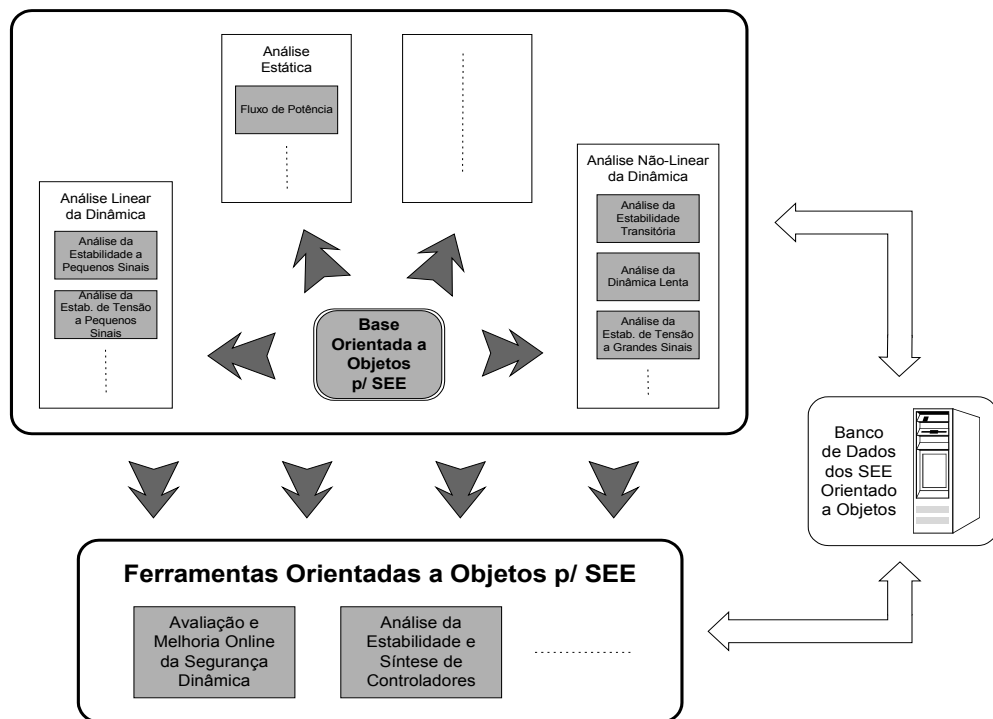 Análise
Estática
Fluxo de Potência
Análise Linear
da Dinâmica
Análise da
Estabilidade a
Pequenos Sinais
Análise da
Estab. de Tensão
a Pequenos
Sinais
Base
Orientada a
Objetos
p/ SEE
Análise Não-Linear
da Dinâmica
Análise da
Estabilidade
Transitória
Análise da
Dinâmica Lenta
Análise da
Estab. de Tensão
a Grandes Sinais
Banco
de Dados
dos SEE
Orientado
a Objetos
Ferramentas Orientadas a Objetos p/ SEE
Avaliação e
Melhoria Online
da Segurança
Dinâmica
Análise da
Estabilidade e
Síntese de
Controladores